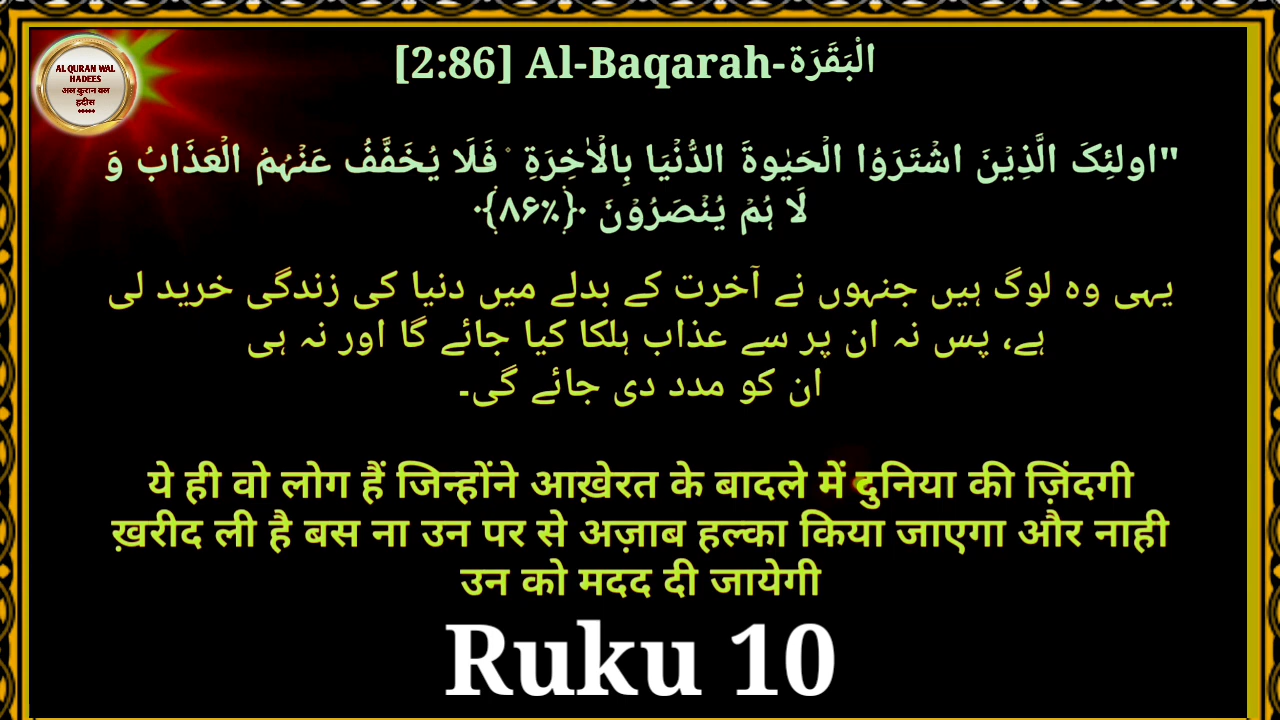 AL QURAN WAL
HADEES
अल कुरान वल
हदीस
*****
[2:86] Al-Baqarah-الْبَقَرَة
"اولئِکَ الَّذِیْنَ اشْتَرَوُا الْحَیٰوةَ الدُّنْیَا بِالْاٰخِرَةِ ۫ فَلَا یُخَفَّفُ عَنْہُمُ الْعَذَابُ وَ
لَا ہُمْ یُنْصَرُوْنَ ﴿٪۸۶﴾
یہی وہ لوگ ہیں جنہوں نے آخرت کے بدلے میں دنیا کی زندگی خرید لی
ہے، پس نہ ان پر سے عذاب ہلکا کیا جائے گا اور نہ ہی
ان کو مدد دی جائے گی۔
ये ही वो लोग हैं जिन्होंने आख़ेरत के बादले में दुनिया की ज़िंदगी
ख़रीद ली है बस ना उन पर से अज़ाब हल्का किया जाएगा और नाही
उन को मदद दी जायेगी
Ruku 10